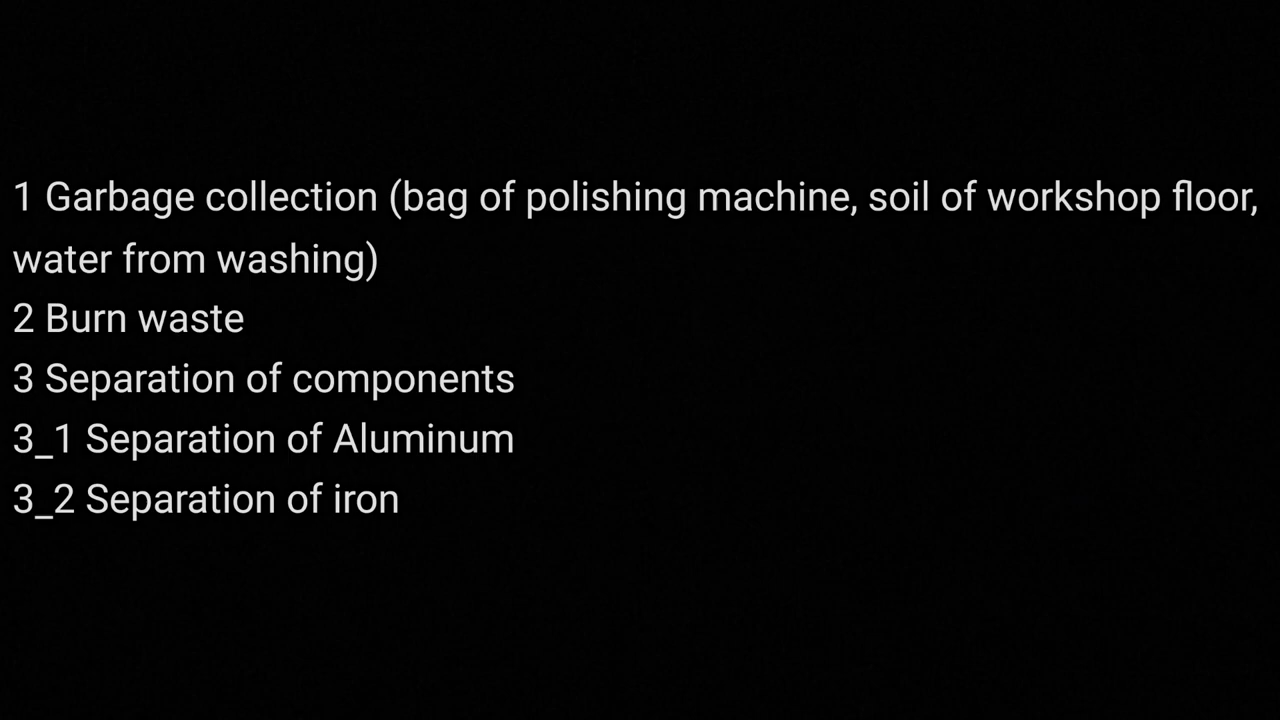 1 Garbage collection (bag of polishing machine, soil of workshop floor,
water from washing)
2 Burn waste
3 Separation of components
3_1 Separation of Aluminum
3_2 Separation of iron